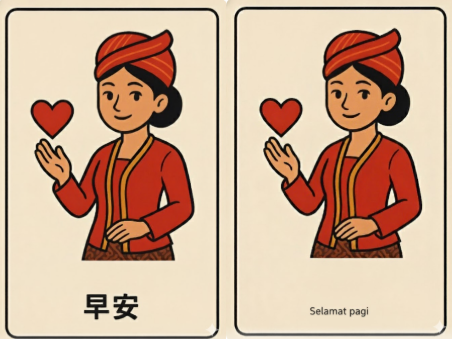 早安
Selamat pagi